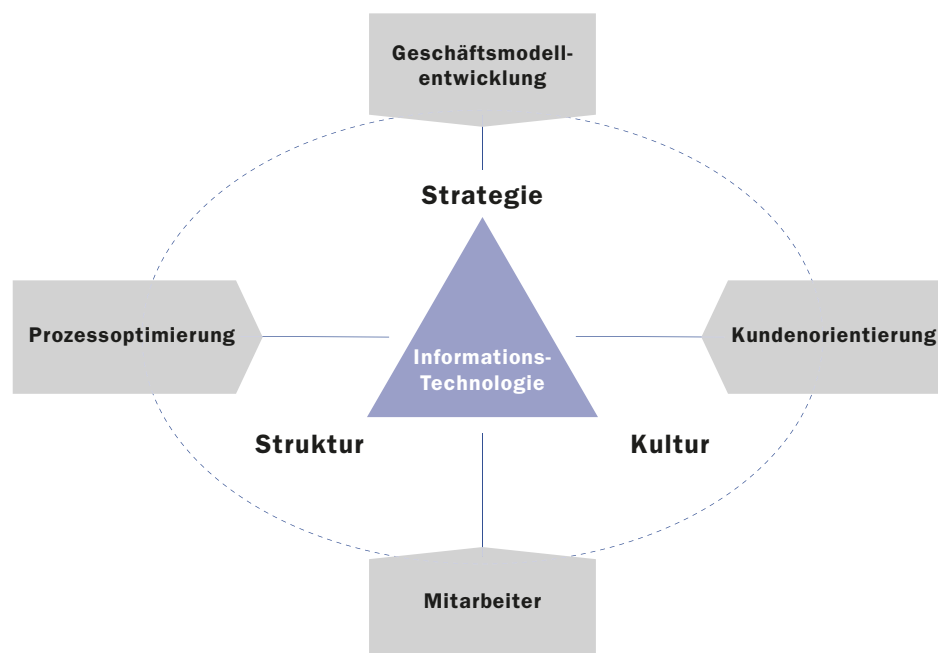 Geschäftsmodell-
entwicklung
Strategie
Prozessoptimierung
Kundenorientierung
Informations-
Technologie
Struktur
Kultur
Mitarbeiter